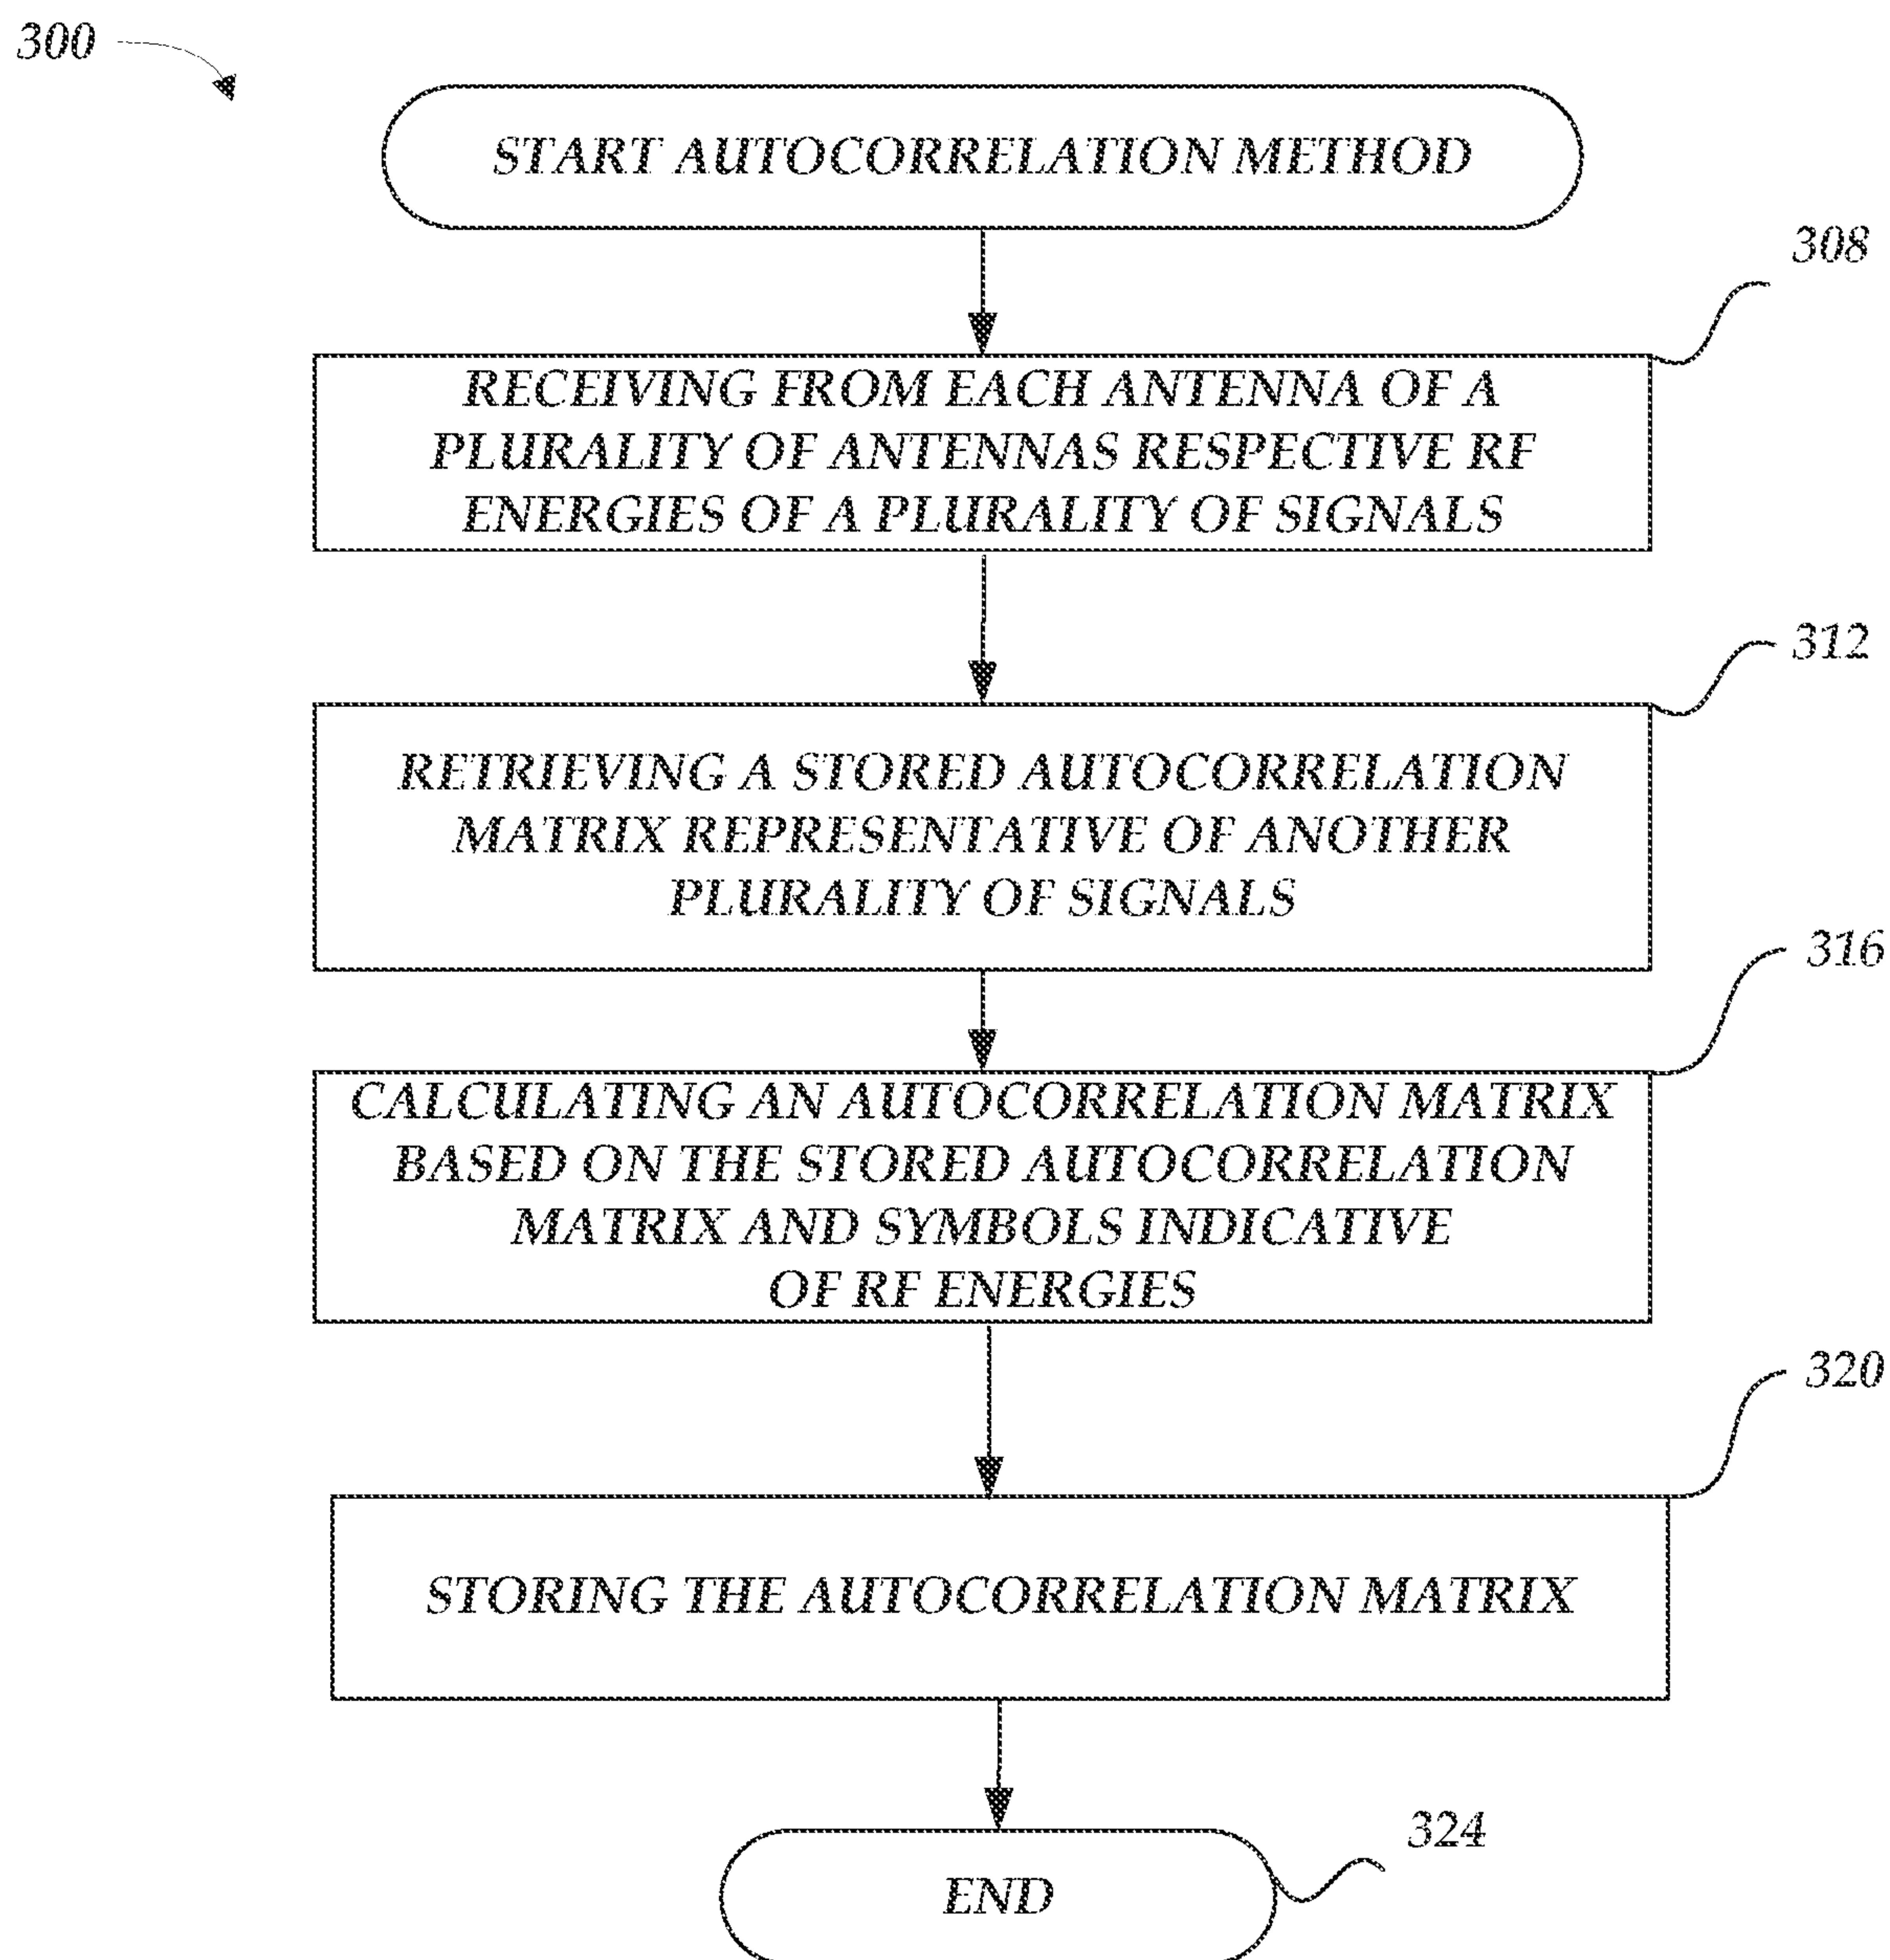 300
START AUTOCORRELATION METHOD
308
RECEIVING FROM EACH ANTENNA OF A
PLURALITY OF ANTENNAS RESPECTIVE RF
ENERGIES OF A PLURALITY OF SIGNALS
312
RETRIEVING A STORED AUTOCORRELATION
MATRIX REPRESENTATIVE OF ANOTHER
PLURALITY OF SIGNALS
316
CALCULATING AN AUTOCORRELATION MATRIX
BASED ON THE STORED AUTOCORRELATION
MATRIX AND SYMBOLS INDICATIVE
OF RF ENERGIES
320
STORING THE AUTOCORRELATION MATRIX
324
END